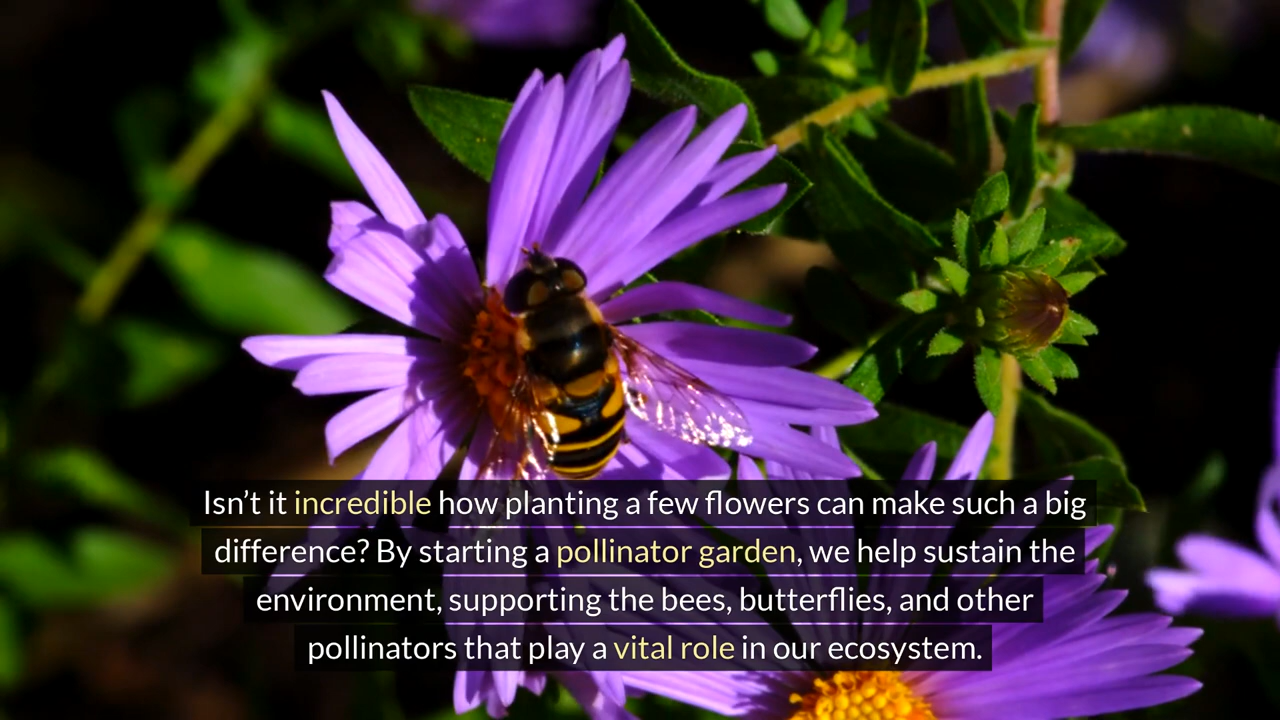 Isn’t it incredible how planting a few flowers can make such a big
difference? By starting a pollinator garden, we help sustain the
environment, supporting the bees, butterflies, and other
pollinators that play a vital role in our ecosystem.